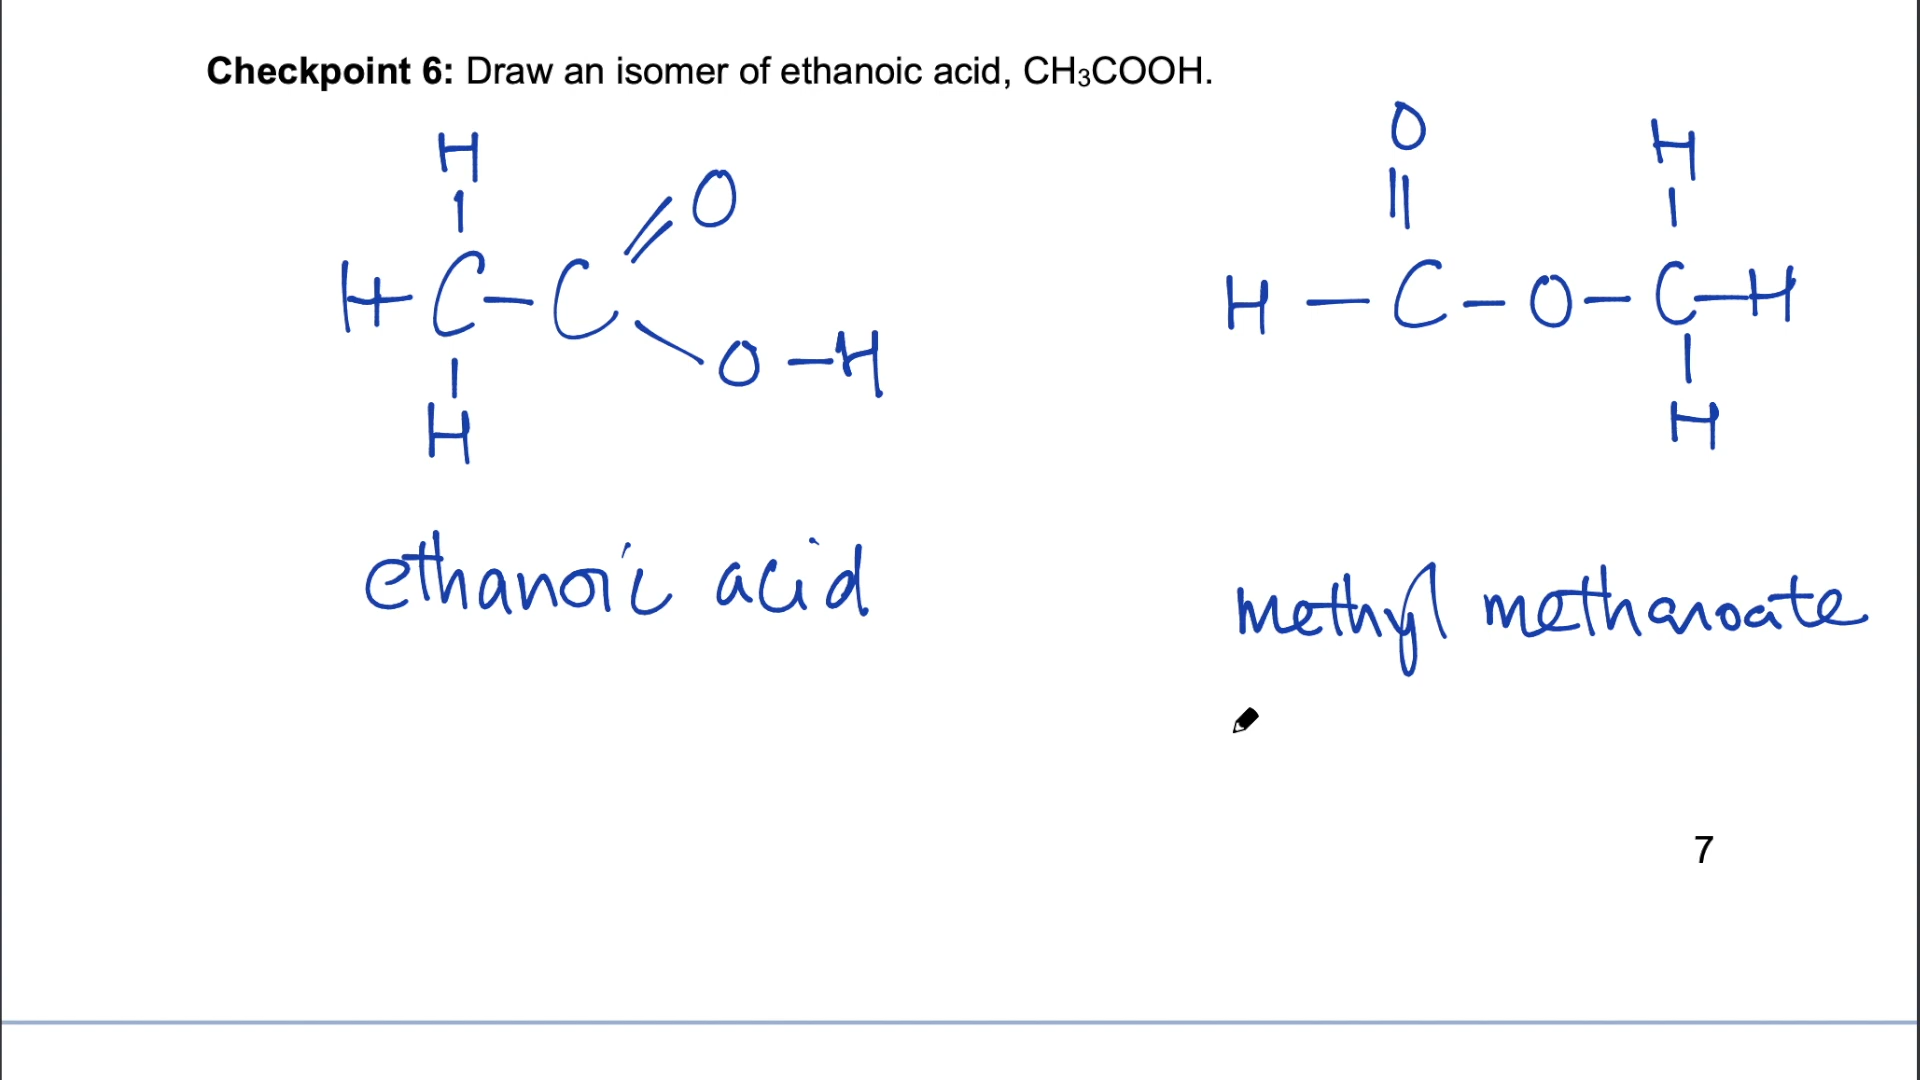 Checkpoint 6: Draw an isomer of ethanoic acid, CH₃COOH.
O
H
H
O
||
H-C-C
H-C-O-C-H
O-H
H
H
ethanoic acid
methyl methanoate
7